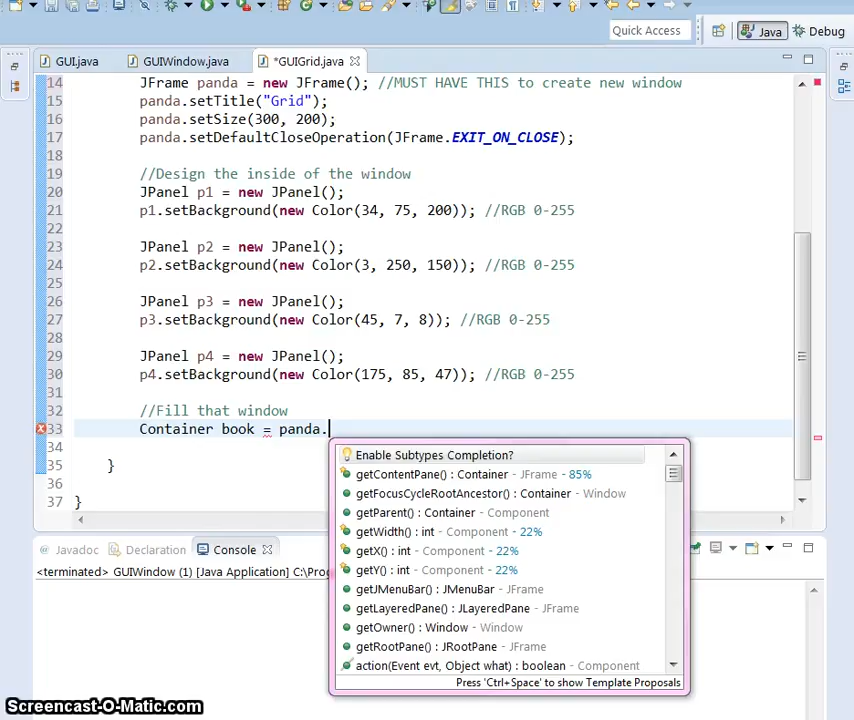 Quick Access
Java
Debug
GUI.java
GUIWindow.java
*GUIGrid.java
14 JFrame panda = new JFrame(); //MUST HAVE THIS to create new window
15 panda.setTitle("Grid");
16 panda.setSize(300, 200);
17 panda.setDefaultCloseOperation(JFrame.EXIT_ON_CLOSE);
18
19 //Design the inside of the window
20 JPanel p1 = new JPanel();
21 p1.setBackground(new Color(34, 75, 200)); //RGB 0-255
22
23 JPanel p2 = new JPanel();
24 p2.setBackground(new Color(3, 250, 150)); //RGB 0-255
25
26 JPanel p3 = new JPanel();
27 p3.setBackground(new Color(45, 7, 8)); //RGB 0-255
28
29 JPanel p4 = new JPanel();
30 p4.setBackground(new Color(175, 85, 47)); //RGB 0-255
31
32 //Fill that window
33 Container book = panda.
34
35 }
36
37 }
Enable Subtypes Completion?
getContentPane() : Container - JFrame - 85%
getFocusCycleRootAncestor() : Container - Window
getParent() : Container - Component
getWidth() : int - Component - 22%
getX() : int - Component - 22%
getY() : int - Component - 22%
getJMenuBar() : JMenuBar - JFrame
getLayeredPane() : JLayeredPane - JFrame
getOwner() : Window - Window
getRootPane() : JRootPane - JFrame
action(Event evt, Object what) : boolean - Component
Press 'Ctrl+Space' to show Template Proposals
Javadoc
Declaration
Console
<terminated> GUIWindow (1) [Java Application] C:\Prog
Screencast-O-Matic.com